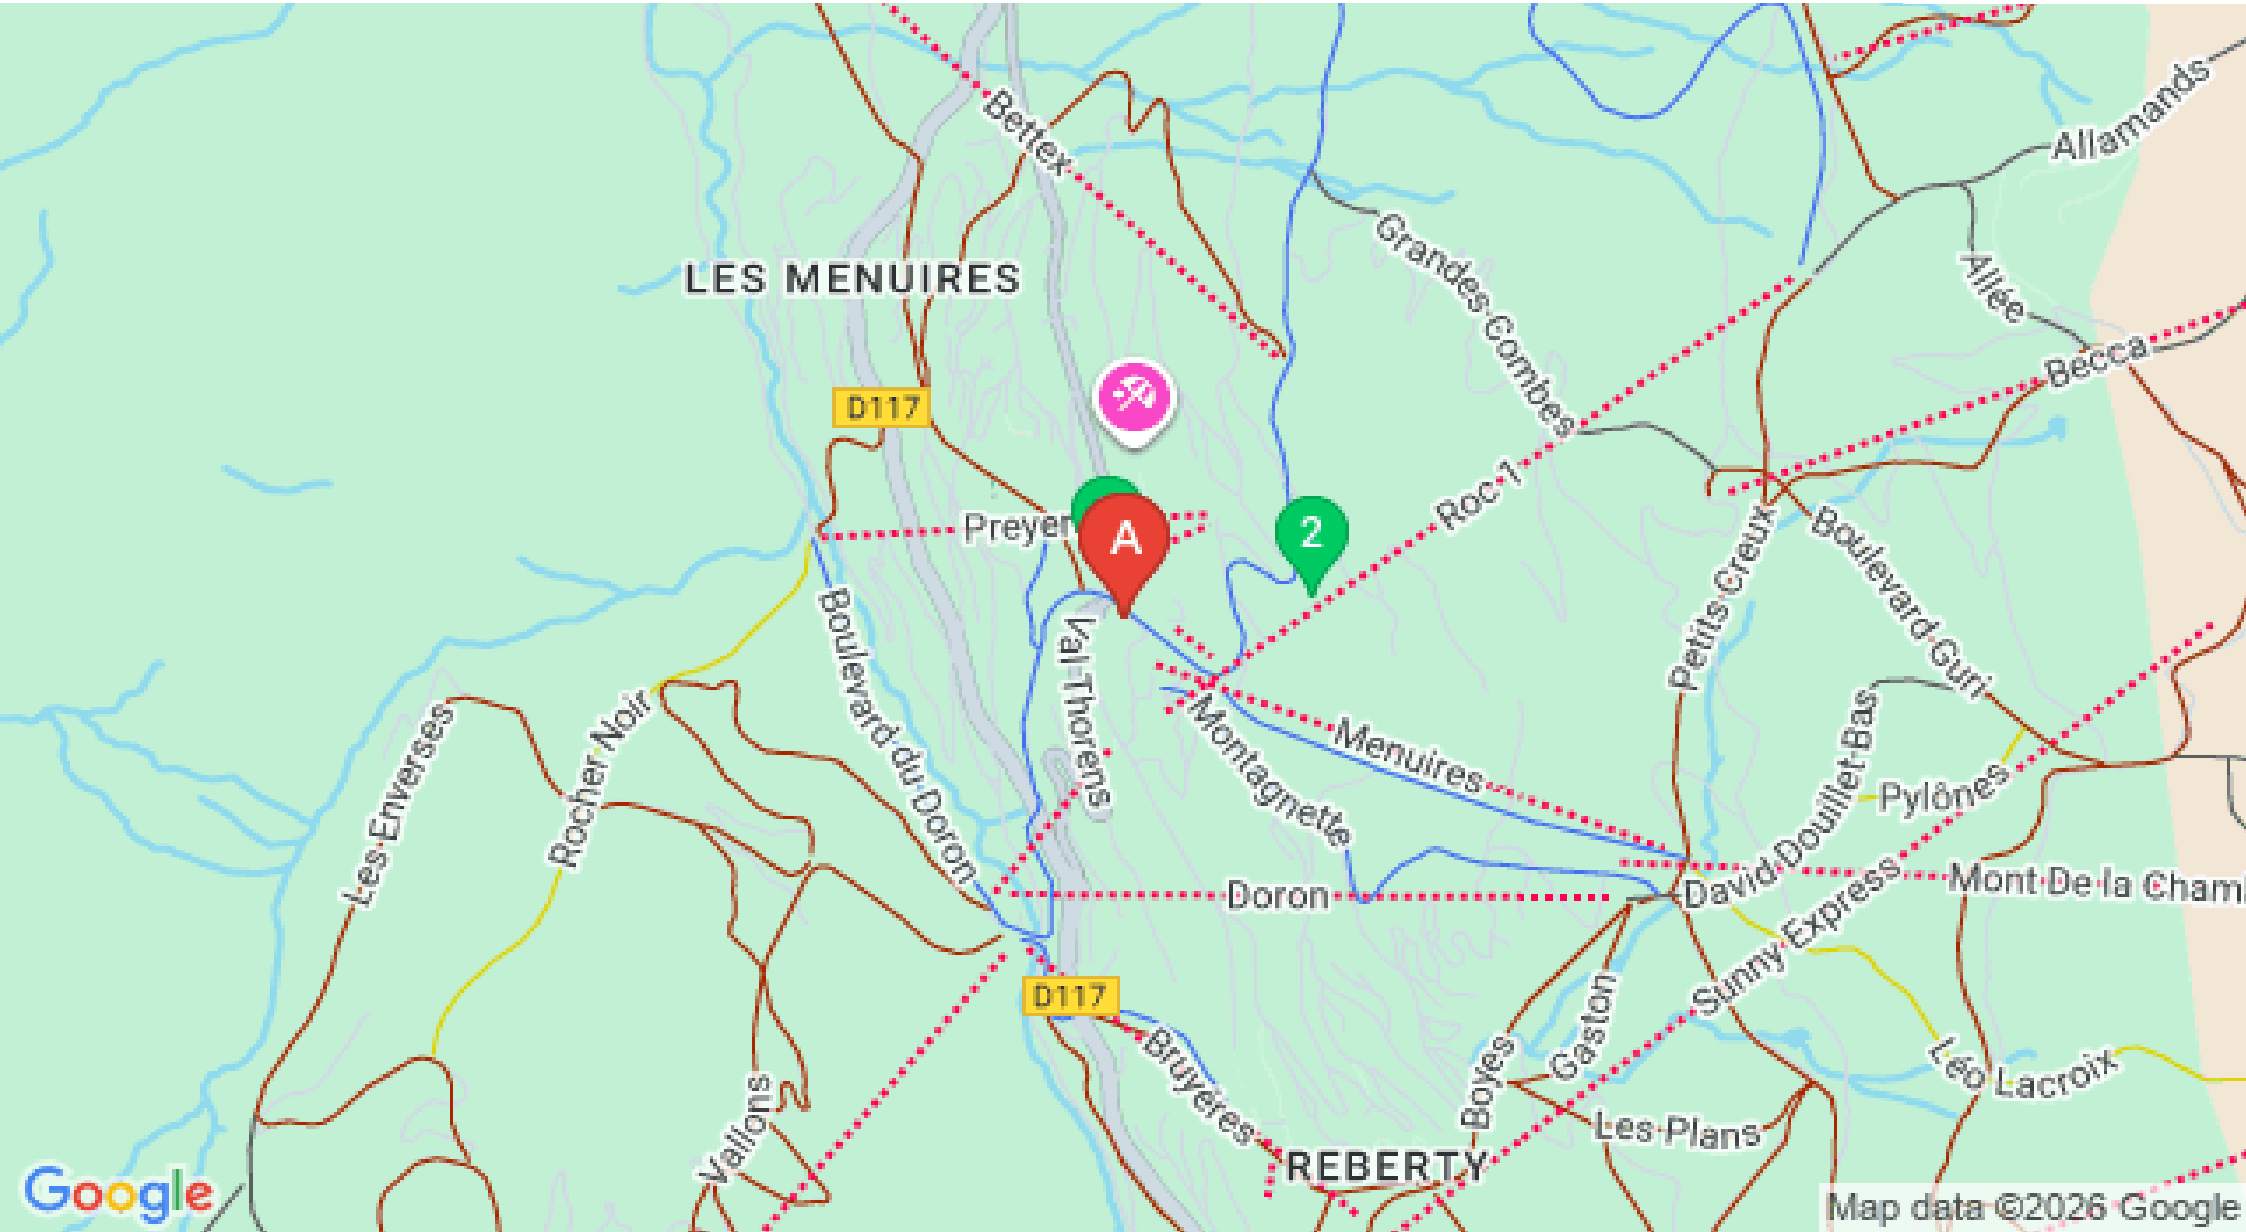 Bettex
Allamands
Grandes Combes
Allée
LES MENUIRES
Becca
D117
Roc 1
Preyer
A
2
Boulevard Guri
Petits Creux
Boulevard du Doron
Val Thorens
Les Enverses
Rocher Noir
Montagnette
Menuires
David Douillet Bas
Pylônes
Doron
Mont De la Cham
Sunny Express
D117
Gaston
Boyes
Bruyères
Léo Lacroix
Vallons
Les Plans
REBERTY
Google
Map data ©2026 Google